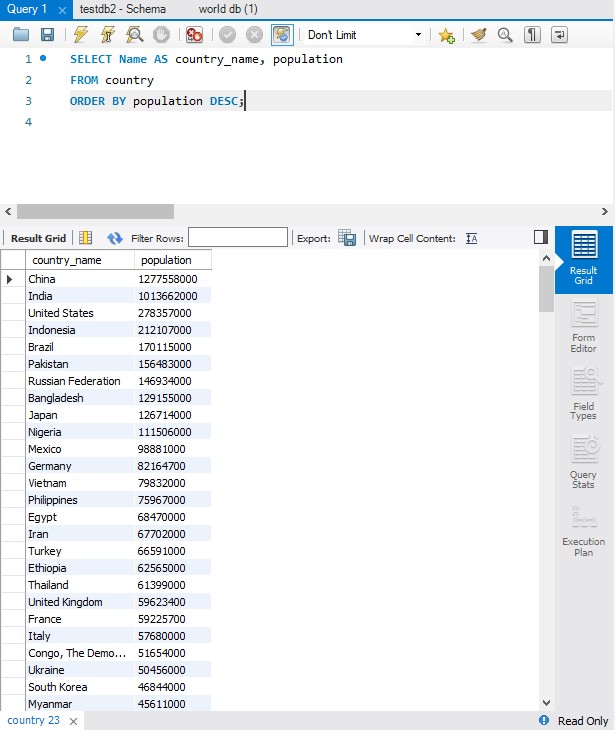 Query 1 testdb2 - Schema world db (1)
Don't Limit
1 SELECT Name AS country_name, population
2 FROM country
3 ORDER BY population DESC;
4
Result Grid Filter Rows: Export: Wrap Cell Content: IA
country_name population
China 1277558000
India 1013662000
United States 278357000
Indonesia 212107000
Brazil 170115000
Pakistan 156483000
Russian Federation 146934000
Bangladesh 129155000
Japan 126714000
Nigeria 111506000
Mexico 98881000
Germany 82164700
Vietnam 79832000
Philippines 75967000
Egypt 68470000
Iran 67702000
Turkey 66591000
Ethiopia 62565000
Thailand 61399000
United Kingdom 59623400
France 59225700
Italy 57680000
Congo, The Demo... 51654000
Ukraine 50456000
South Korea 46844000
Myanmar 45611000
Result
Grid
Form
Editor
Field
Types
Query
Stats
Execution
Plan
country 23 Read Only